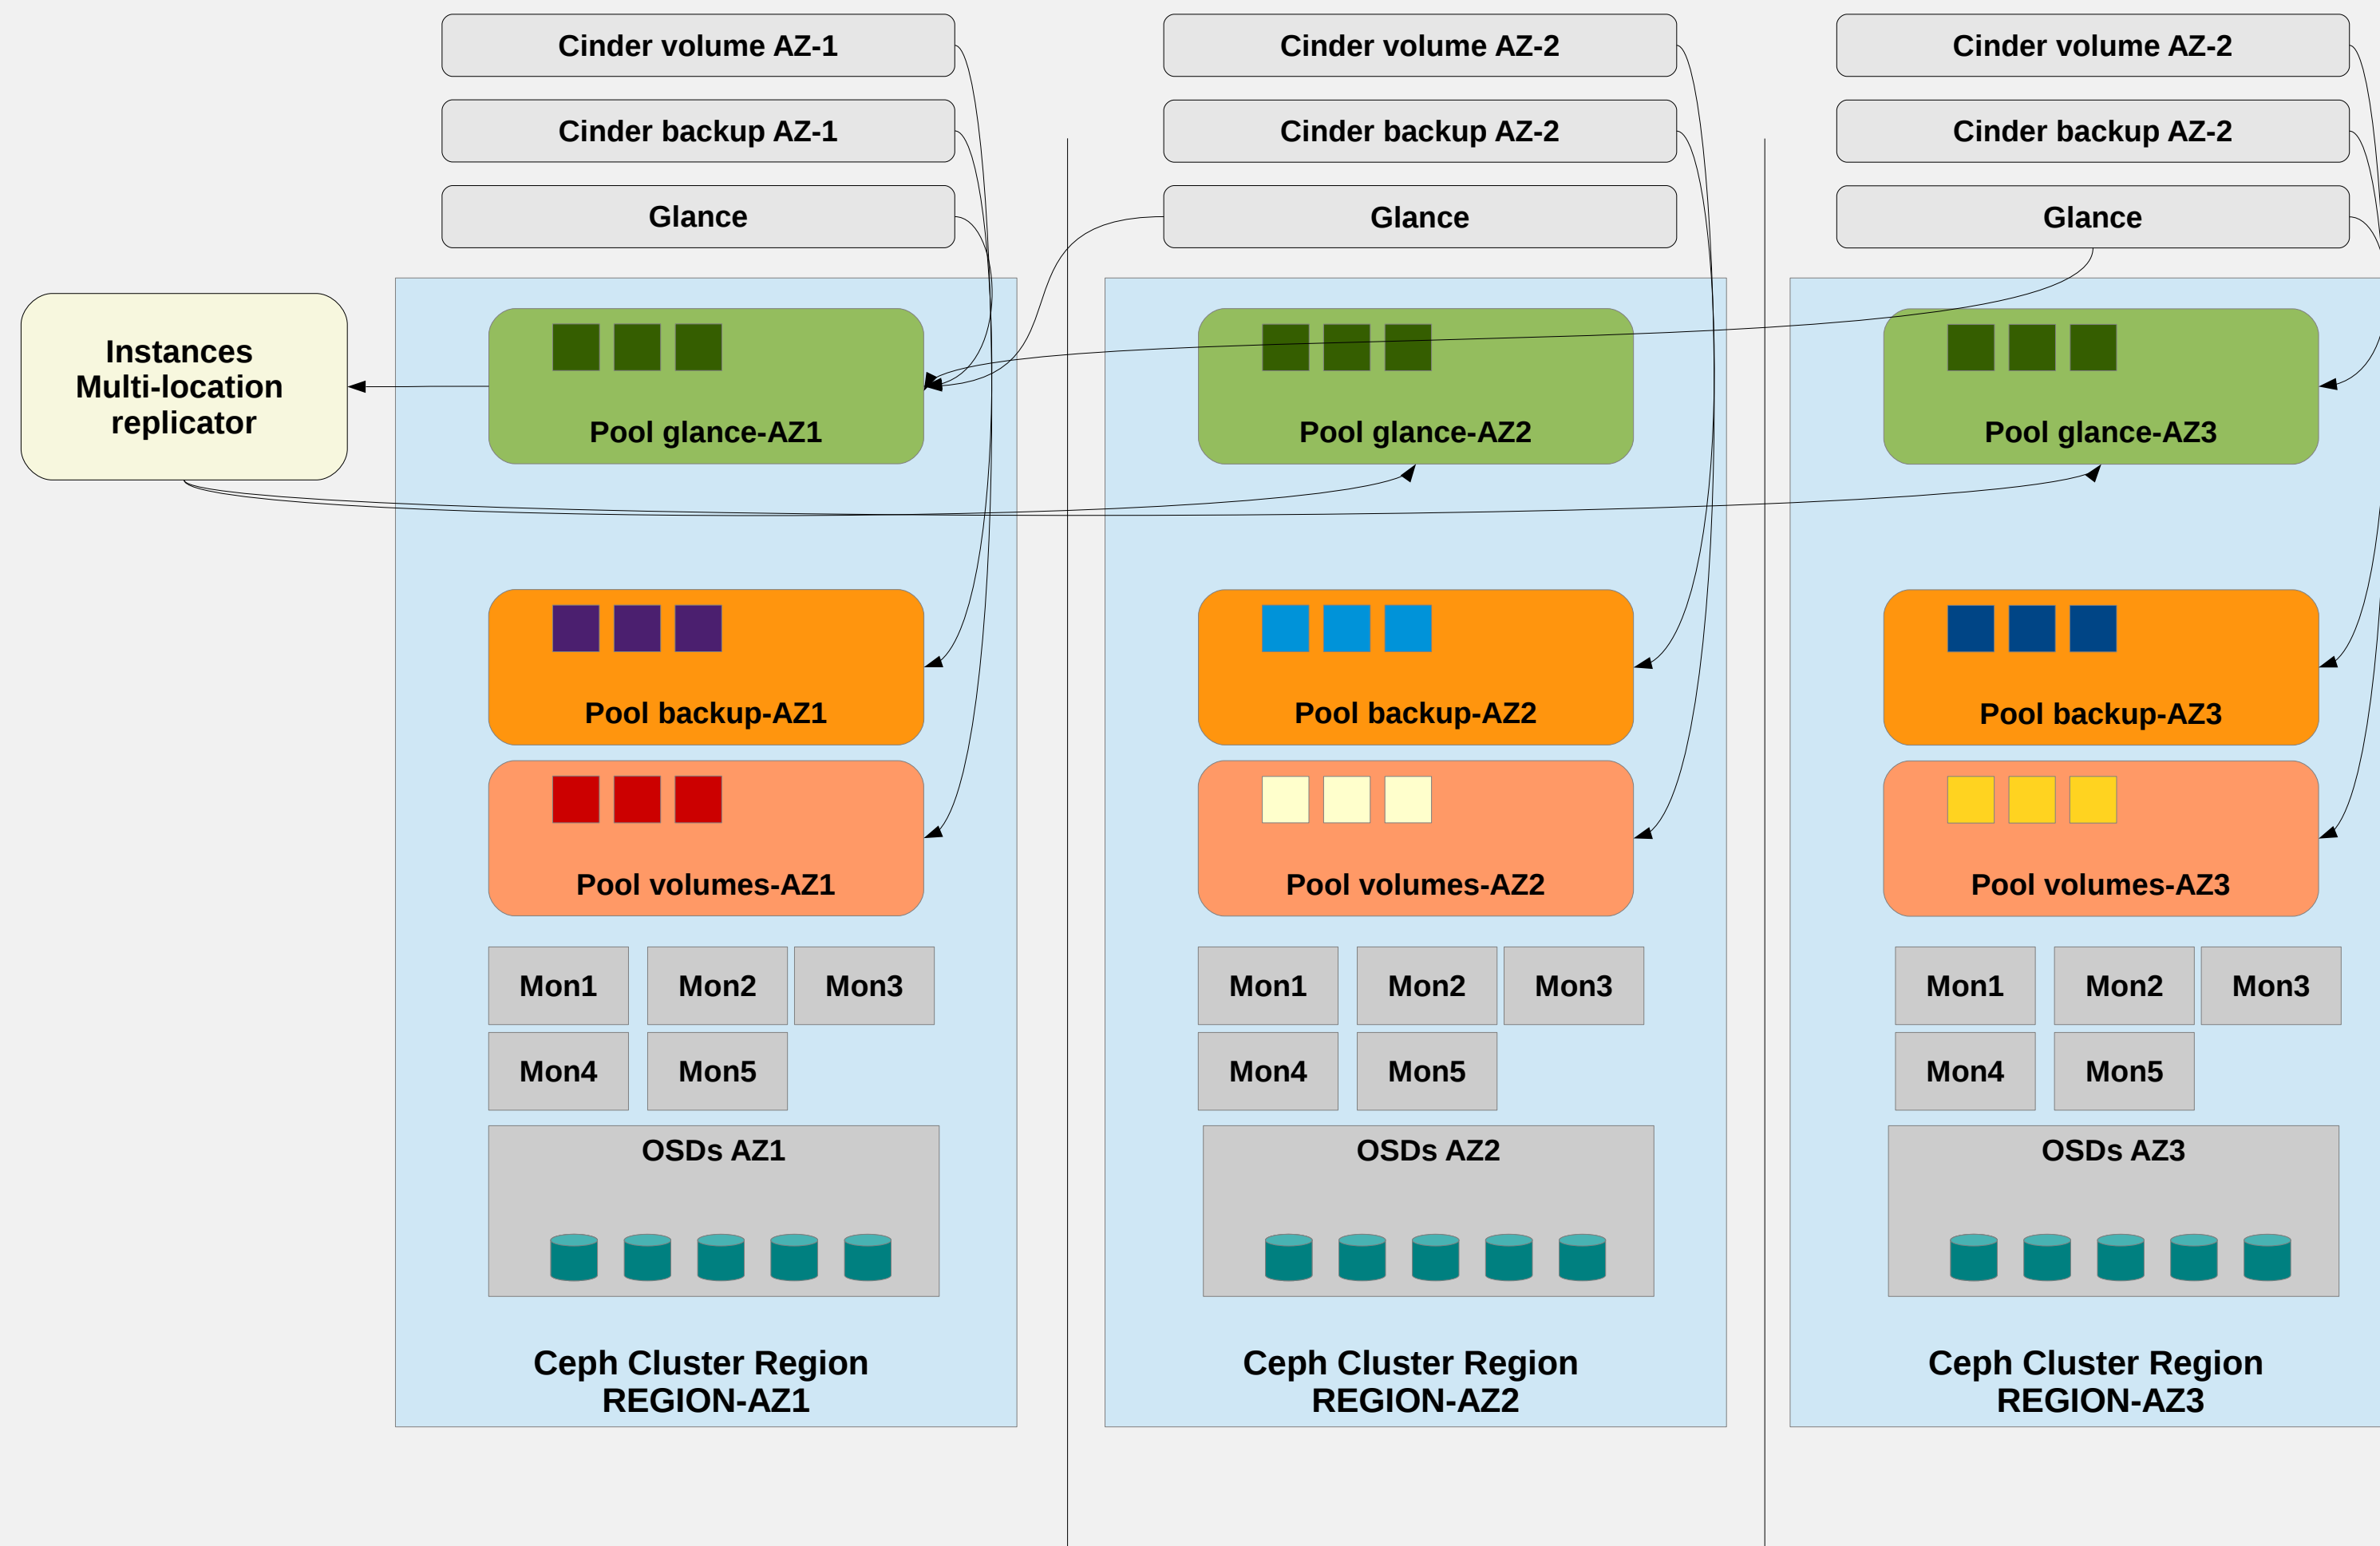 Cinder volume AZ-1
Cinder volume AZ-2
Cinder volume AZ-2
Cinder backup AZ-1
Cinder backup AZ-2
Cinder backup AZ-2
Glance
Glance
Glance
Instances
Multi-location
replicator
Pool glance-AZ1
Pool glance-AZ2
Pool glance-AZ3
Pool backup-AZ1
Pool backup-AZ2
Pool backup-AZ3
Pool volumes-AZ1
Pool volumes-AZ2
Pool volumes-AZ3
Mon1
Mon2
Mon3
Mon1
Mon2
Mon3
Mon1
Mon2
Mon3
Mon4
Mon5
Mon4
Mon5
Mon4
Mon5
OSDs AZ1
OSDs AZ2
OSDs AZ3
Ceph Cluster Region
REGION-AZ1
Ceph Cluster Region
REGION-AZ2
Ceph Cluster Region
REGION-AZ3